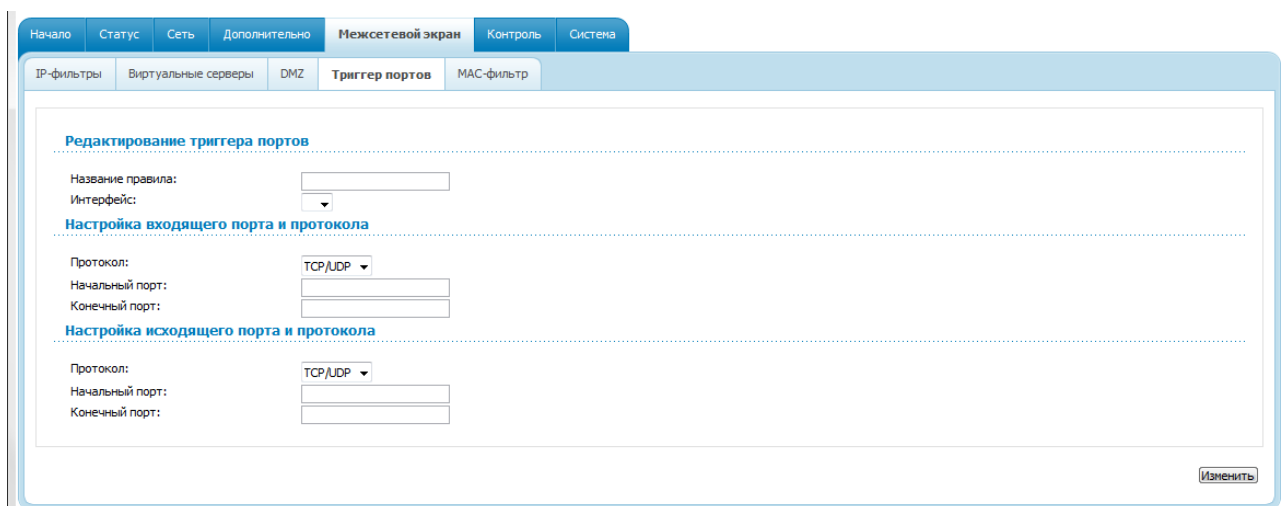 Начало Статус Сеть Дополнительно Межсетевой экран Контроль Система
IP-фильтры Виртуальные серверы DMZ Триггер портов MAC-фильтр
Редактирование триггера портов
Название правила:
Интерфейс:
Настройка входящего порта и протокола
Протокол: TCP/UDP
Начальный порт:
Конечный порт:
Настройка исходящего порта и протокола
Протокол: TCP/UDP
Начальный порт:
Конечный порт:
Изменить